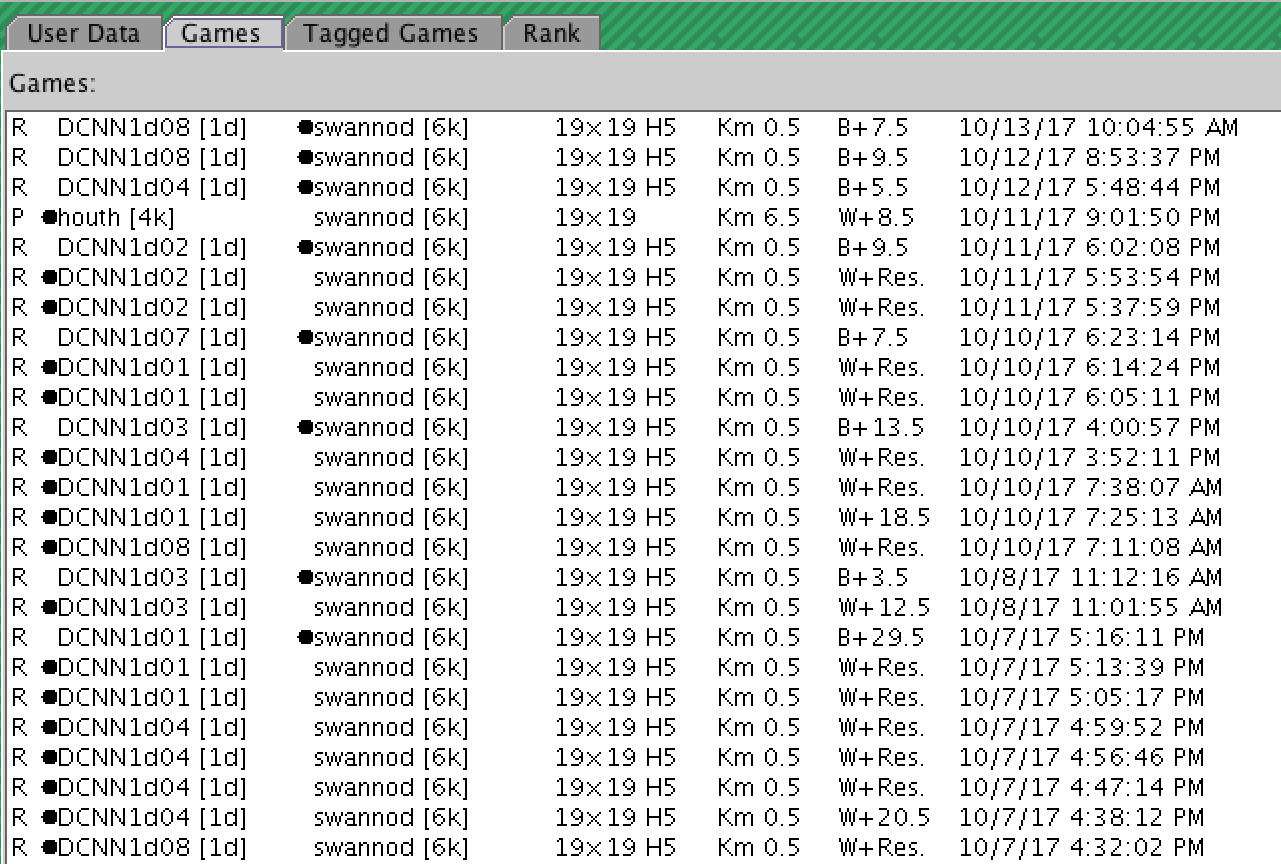 User Data Games Tagged Games Rank
Games:
R DCNN1d08 [1d] swannod [6k] 19×19 H5 Km 0.5 B+7.5 10/13/17 10:04:55 AM
R DCNN1d08 [1d] swannod [6k] 19×19 H5 Km 0.5 B+9.5 10/12/17 8:53:37 PM
R DCNN1d04 [1d] swannod [6k] 19×19 H5 Km 0.5 B+5.5 10/12/17 5:48:44 PM
P houth [4k] swannod [6k] 19×19 Km 6.5 W+8.5 10/11/17 9:01:50 PM
R DCNN1d02 [1d] swannod [6k] 19×19 H5 Km 0.5 B+9.5 10/11/17 6:02:08 PM
R DCNN1d02 [1d] swannod [6k] 19×19 H5 Km 0.5 W+Res. 10/11/17 5:53:54 PM
R DCNN1d02 [1d] swannod [6k] 19×19 H5 Km 0.5 W+Res. 10/11/17 5:37:59 PM
R DCNN1d07 [1d] swannod [6k] 19×19 H5 Km 0.5 B+7.5 10/10/17 6:23:14 PM
R DCNN1d01 [1d] swannod [6k] 19×19 H5 Km 0.5 W+Res. 10/10/17 6:14:24 PM
R DCNN1d01 [1d] swannod [6k] 19×19 H5 Km 0.5 W+Res. 10/10/17 6:05:11 PM
R DCNN1d03 [1d] swannod [6k] 19×19 H5 Km 0.5 B+13.5 10/10/17 4:00:57 PM
R DCNN1d04 [1d] swannod [6k] 19×19 H5 Km 0.5 W+Res. 10/10/17 3:52:11 PM
R DCNN1d01 [1d] swannod [6k] 19×19 H5 Km 0.5 W+Res. 10/10/17 7:38:07 AM
R DCNN1d01 [1d] swannod [6k] 19×19 H5 Km 0.5 W+18.5 10/10/17 7:25:13 AM
R DCNN1d08 [1d] swannod [6k] 19×19 H5 Km 0.5 W+Res. 10/10/17 7:11:08 AM
R DCNN1d03 [1d] swannod [6k] 19×19 H5 Km 0.5 B+3.5 10/8/17 11:12:16 AM
R DCNN1d03 [1d] swannod [6k] 19×19 H5 Km 0.5 W+12.5 10/8/17 11:01:55 AM
R DCNN1d01 [1d] swannod [6k] 19×19 H5 Km 0.5 B+29.5 10/7/17 5:16:11 PM
R DCNN1d01 [1d] swannod [6k] 19×19 H5 Km 0.5 W+Res. 10/7/17 5:13:39 PM
R DCNN1d01 [1d] swannod [6k] 19×19 H5 Km 0.5 W+Res. 10/7/17 5:05:17 PM
R DCNN1d04 [1d] swannod [6k] 19×19 H5 Km 0.5 W+Res. 10/7/17 4:59:52 PM
R DCNN1d04 [1d] swannod [6k] 19×19 H5 Km 0.5 W+Res. 10/7/17 4:56:46 PM
R DCNN1d04 [1d] swannod [6k] 19×19 H5 Km 0.5 W+Res. 10/7/17 4:47:14 PM
R DCNN1d04 [1d] swannod [6k] 19×19 H5 Km 0.5 W+20.5 10/7/17 4:38:12 PM
R DCNN1d08 [1d] swannod [6k] 19×19 H5 Km 0.5 W+Res. 10/7/17 4:32:02 PM